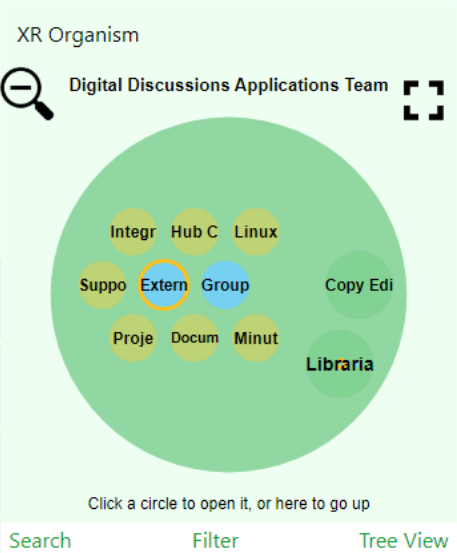 XR Organism
Digital Discussions Applications Team
Integr Hub C Linux
Suppo Extern Group Copy Edi
Proje Docum Minut
Libraria
Click a circle to open it, or here to go up
Search Filter Tree View